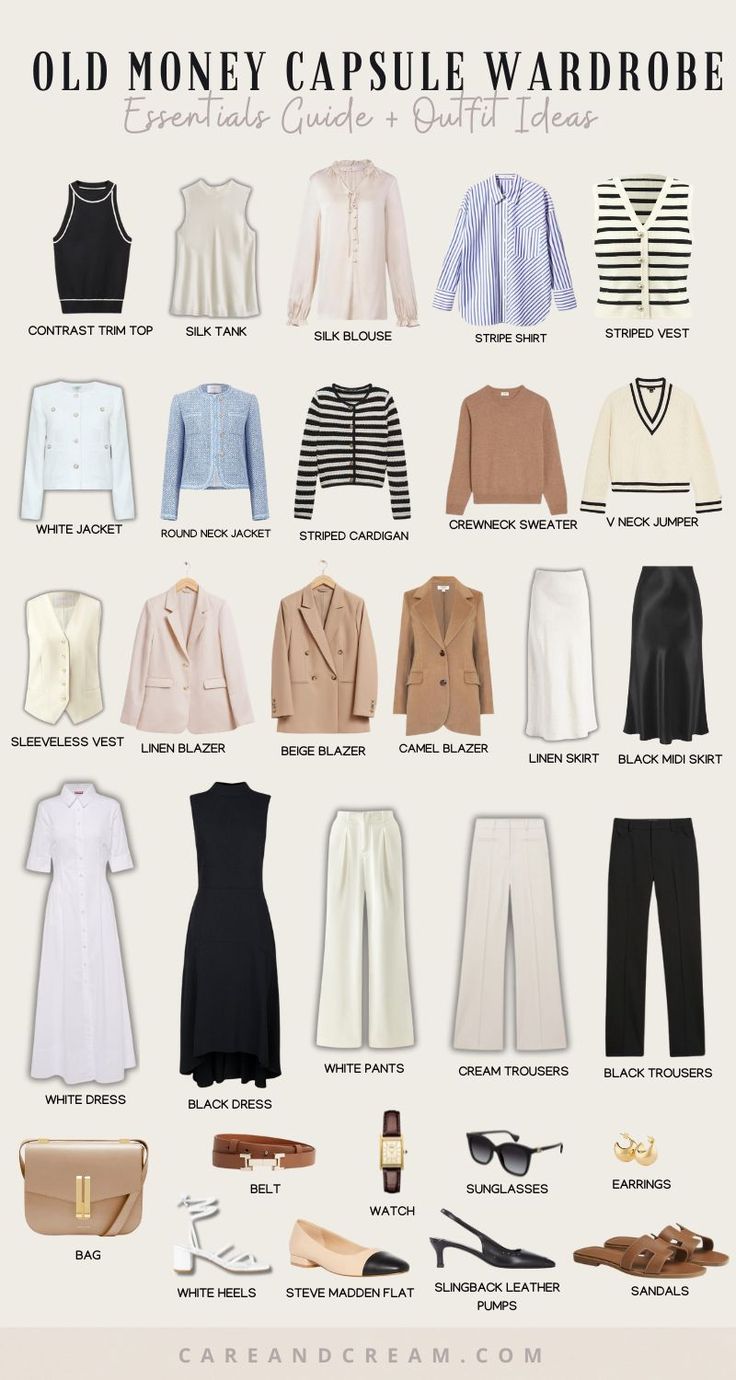 OLD MONEY CAPSULE WARDROBE
Essentials Guide + Outfit Ideas
CONTRAST TRIM TOP
SILK TANK
SILK BLOUSE
STRIPE SHIRT
STRIPED VEST
WHITE JACKET
ROUND NECK JACKET
STRIPED CARDIGAN
CREWNECK SWEATER
V NECK JUMPER
SLEEVELESS VEST
LINEN BLAZER
BEIGE BLAZER
CAMEL BLAZER
LINEN SKIRT
BLACK MIDI SKIRT
WHITE DRESS
BLACK DRESS
WHITE PANTS
CREAM TROUSERS
BLACK TROUSERS
BAG
BELT
WATCH
SUNGLASSES
EARRINGS
WHITE HEELS
STEVE MADDEN FLAT
SLINGBACK LEATHER
PUMPS
SANDALS
CAREANDCREAM.COM